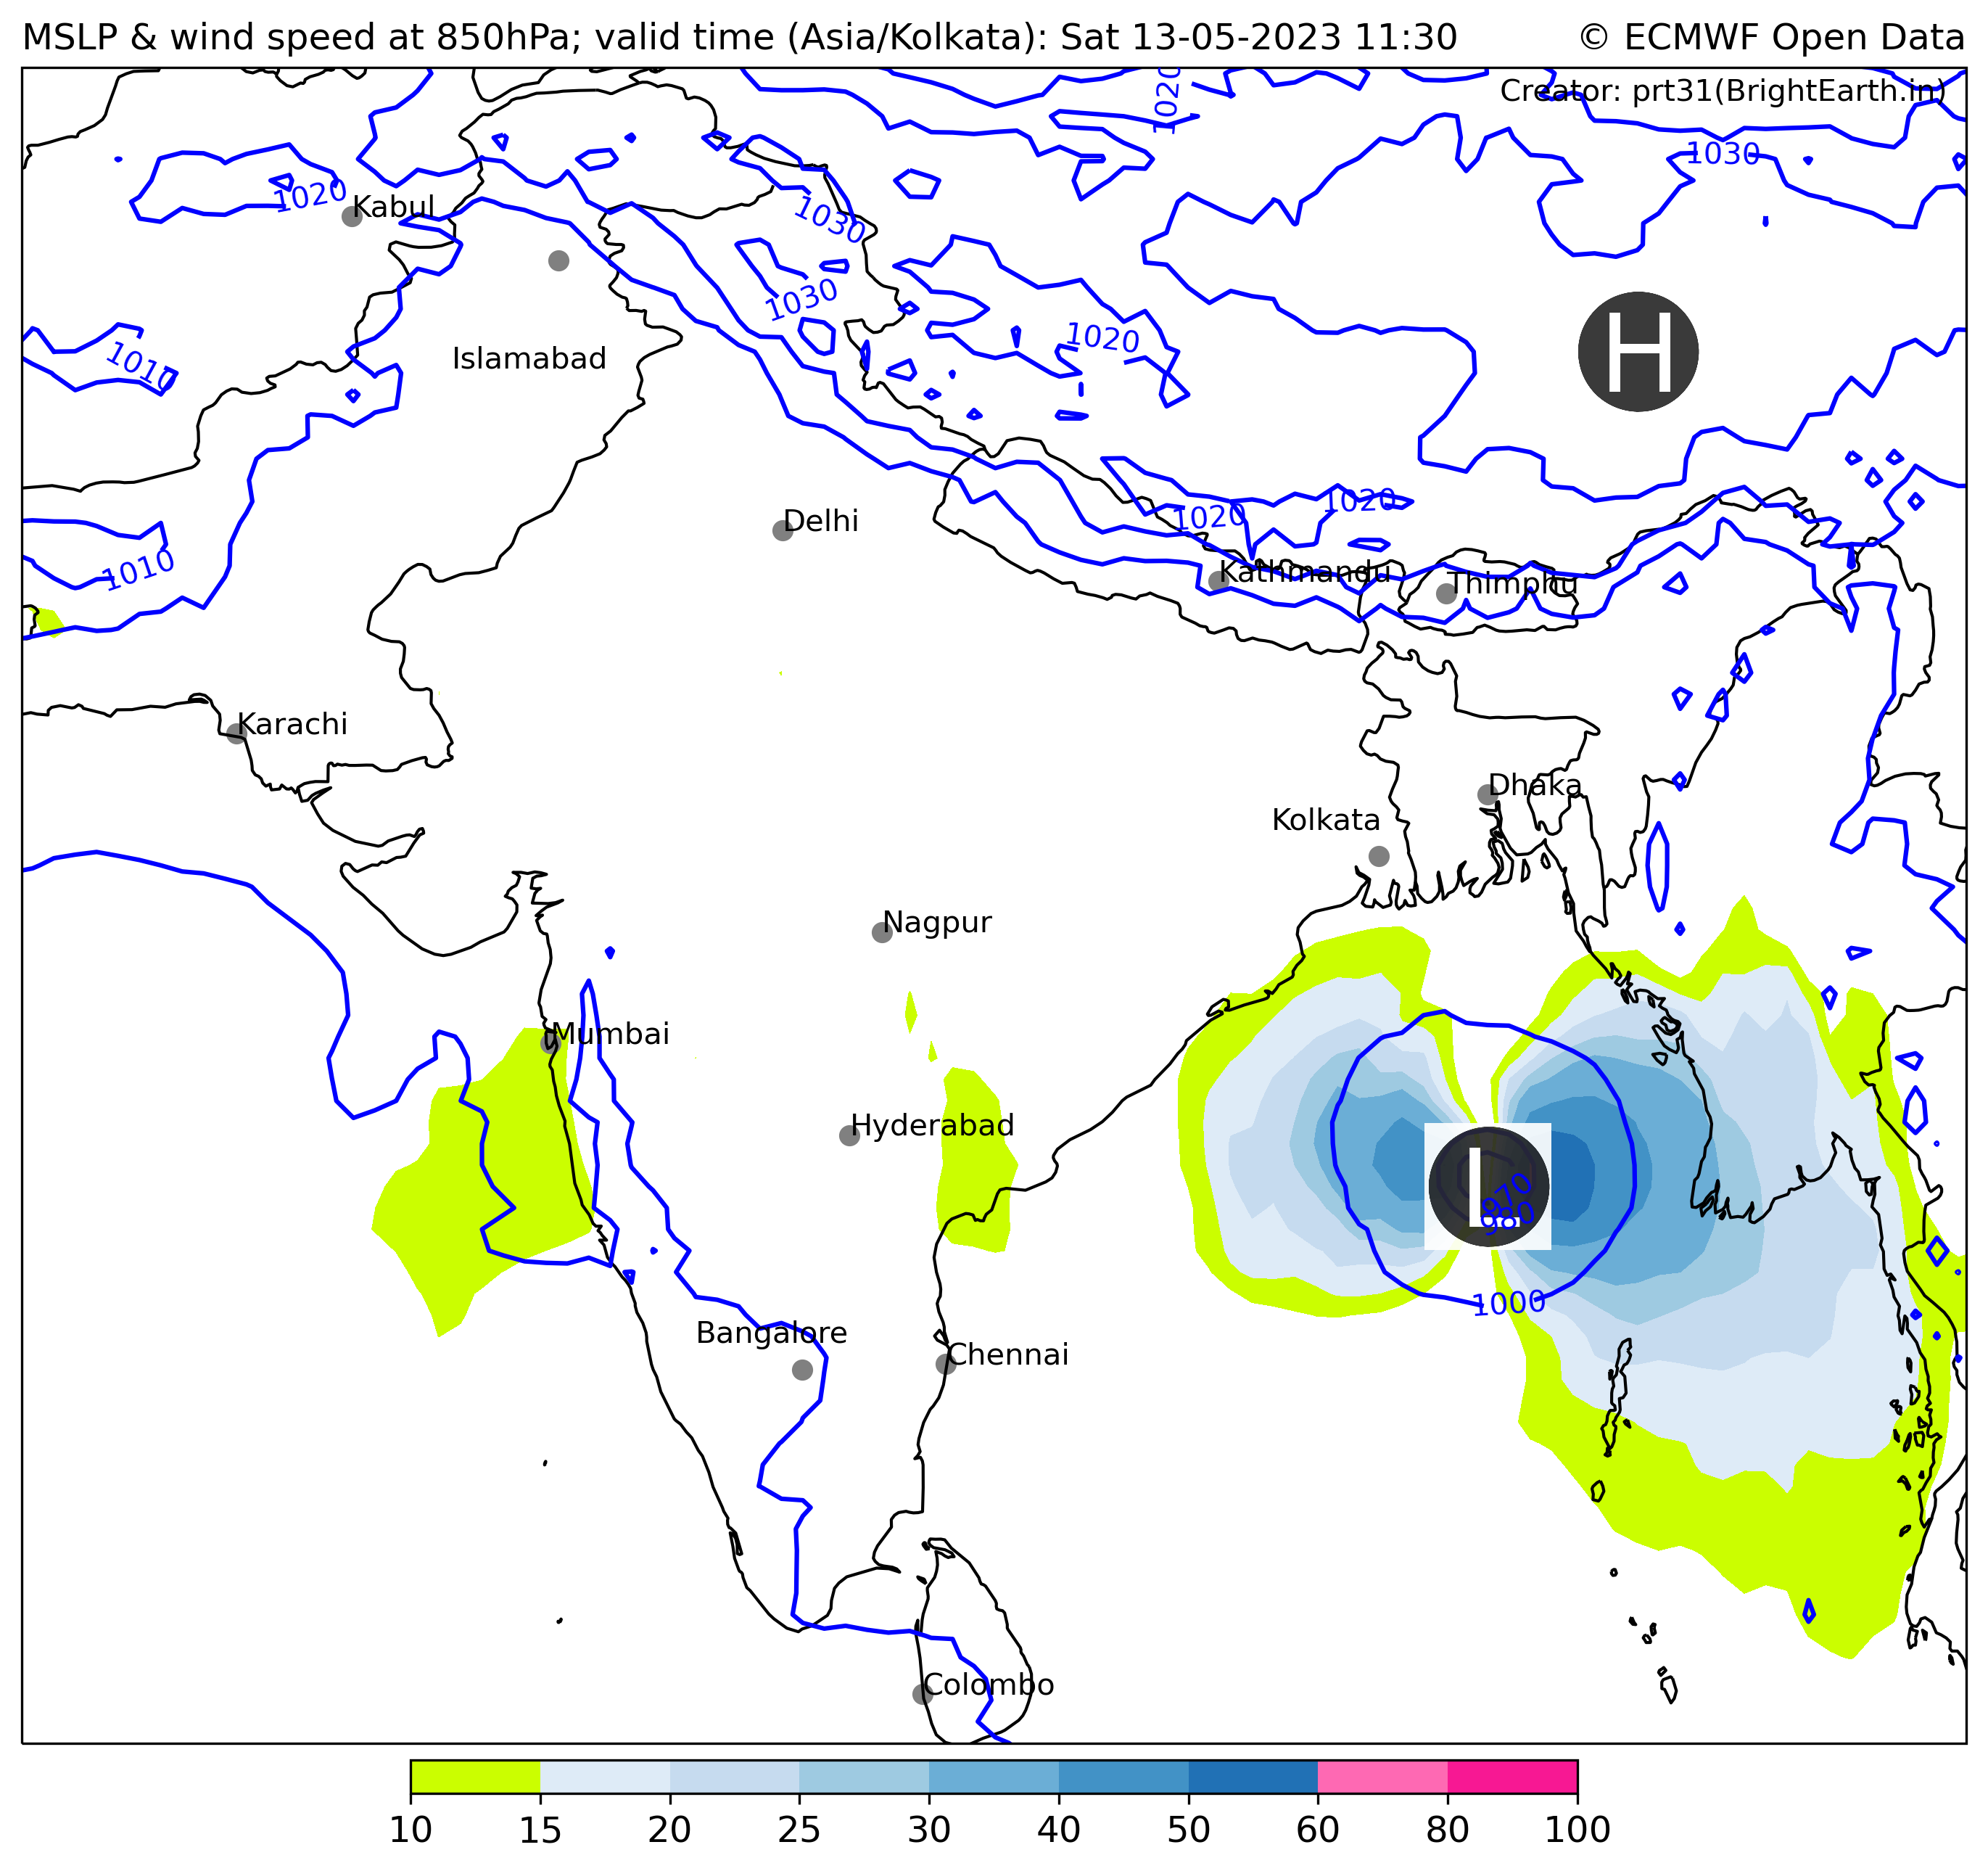 MSLP & wind speed at 850hPa; valid time (Asia/Kolkata): Sat 13-05-2023 11:30
© ECMWF Open Data
Creator: prt31(BrightEarth.in)
1020
1030
1020
Kabul
1030
1030
1010
Islamabad
1020
H
Delhi
1020
1020
1010
Kathmandu
Thimphu
Karachi
Dhaka
Kolkata
Nagpur
Mumbai
Hyderabad
L
970
980
1000
Bangalore
Chennai
Colombo
10 15 20 25 30 40 50 60 80 100